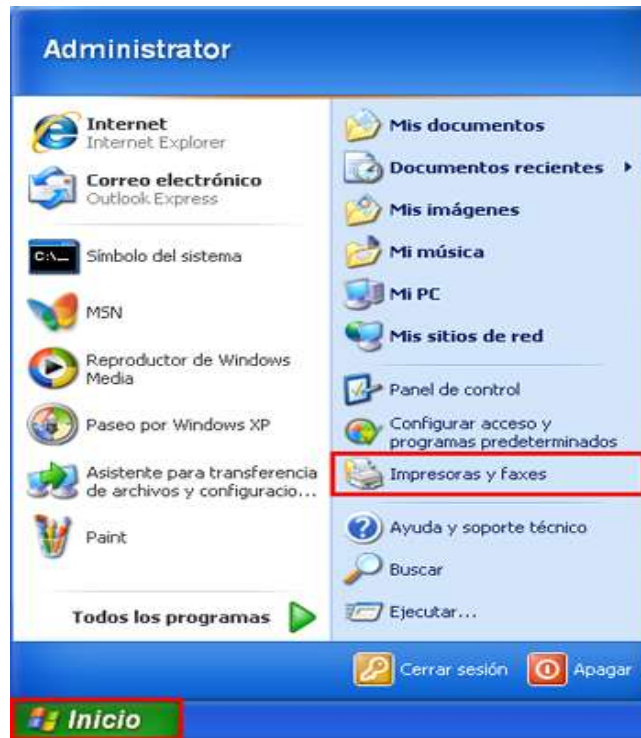 Administrator
Internet
Internet Explorer
Correo electrónico
Outlook Express
C:\_
Símbolo del sistema
MSN
Reproductor de Windows
Media
Paseo por Windows XP
Asistente para transferencia
de archivos y configuracio...
Paint
Todos los programas
Mis documentos
Documentos recientes
Mis imágenes
Mi música
Mi PC
Mis sitios de red
Panel de control
Configurar acceso y
programas predeterminados
Impresoras y faxes
Ayuda y soporte técnico
Buscar
Ejecutar...
Cerrar sesión
Apagar
Inicio